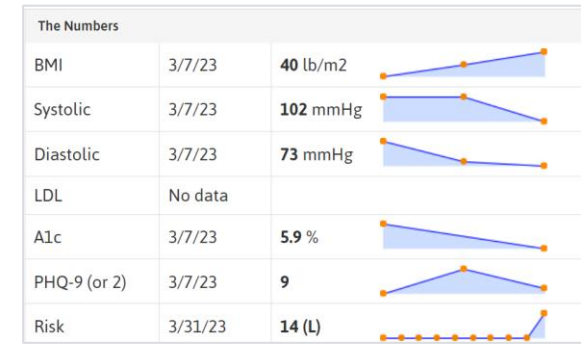 The Numbers
BMI 3/7/23 40 lb/m2
Systolic 3/7/23 102 mmHg
Diastolic 3/7/23 73 mmHg
LDL No data
A1c 3/7/23 5.9 %
PHQ-9 (or 2) 3/7/23 9
Risk 3/31/23 14 (L)